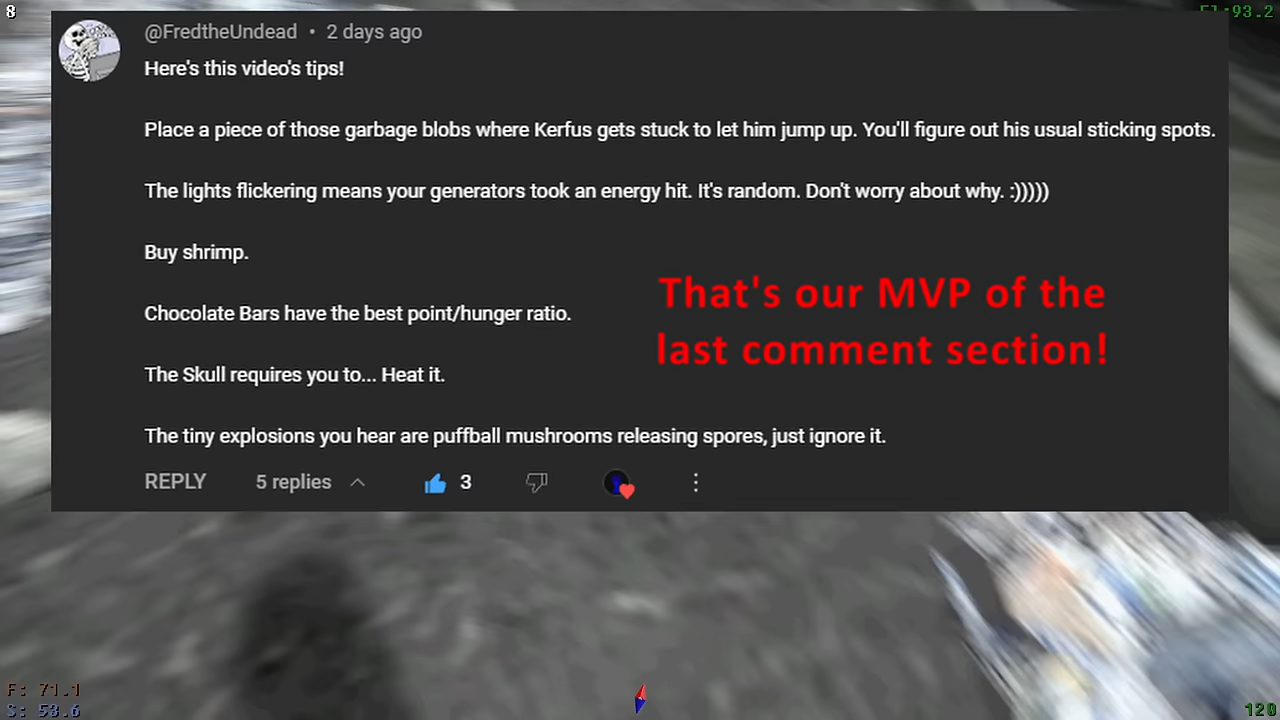 8
@FredtheUndead • 2 days ago
Here's this video's tips!
Place a piece of those garbage blobs where Kerfus gets stuck to let him jump up. You'll figure out his usual sticking spots.
The lights flickering means your generators took an energy hit. It's random. Don't worry about why. :)))))
Buy shrimp.
That's our MVP of the
last comment section!
Chocolate Bars have the best point/hunger ratio.
The Skull requires you to... Heat it.
The tiny explosions you hear are puffball mushrooms releasing spores, just ignore it.
REPLY 5 replies 3
F: 71.1
S: 53.6
120